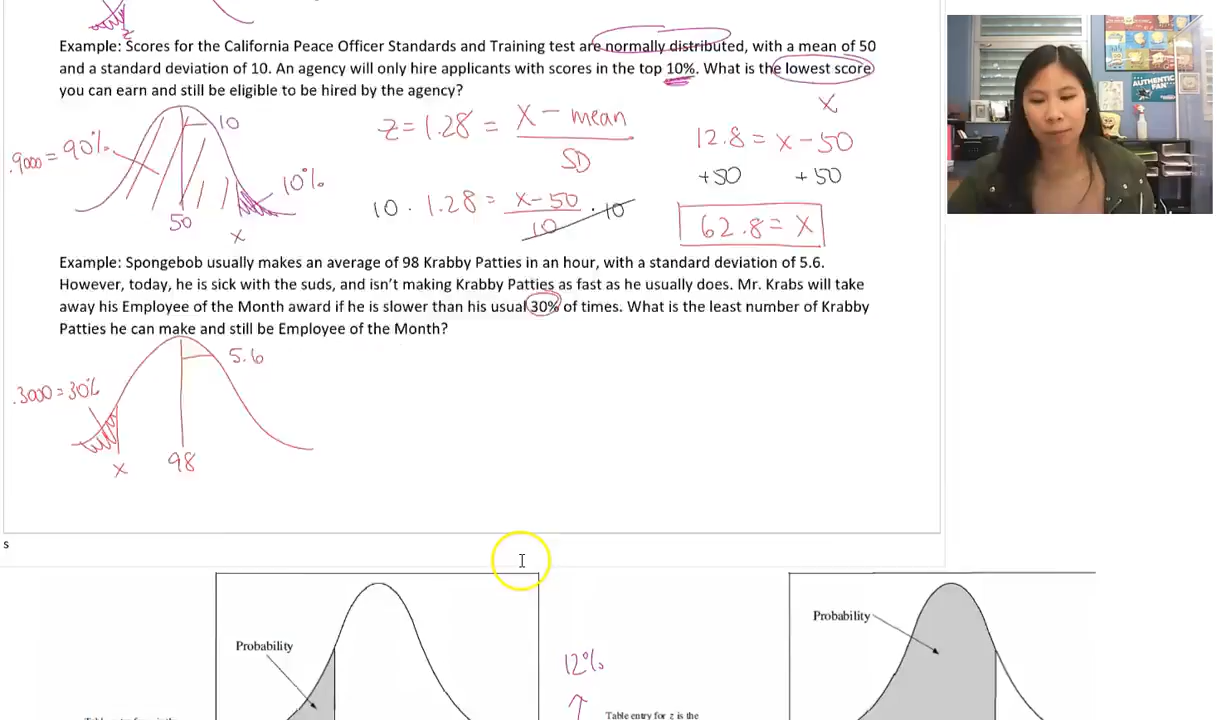 Example: Scores for the California Peace Officer Standards and Training test are normally distributed, with a mean of 50
and a standard deviation of 10. An agency will only hire applicants with scores in the top 10%. What is the lowest score
you can earn and still be eligible to be hired by the agency?
x
10
z = 1.28 = x - mean
SD
12.8 = x - 50
+50 +50
62.8 = x
.9000 = 90%
10%
10 · 1.28 = x - 50
10 · 10
50
x
Example: Spongebob usually makes an average of 98 Krabby Patties in an hour, with a standard deviation of 5.6.
However, today, he is sick with the suds, and isn't making Krabby Patties as fast as he usually does. Mr. Krabs will take
away his Employee of the Month award if he is slower than his usual 30% of times. What is the least number of Krabby
Patties he can make and still be Employee of the Month?
5.6
.3000 = 30%
x 98
s
Probability
12%
Probability
Table entry for z is the
AUTHENTIC
FAN